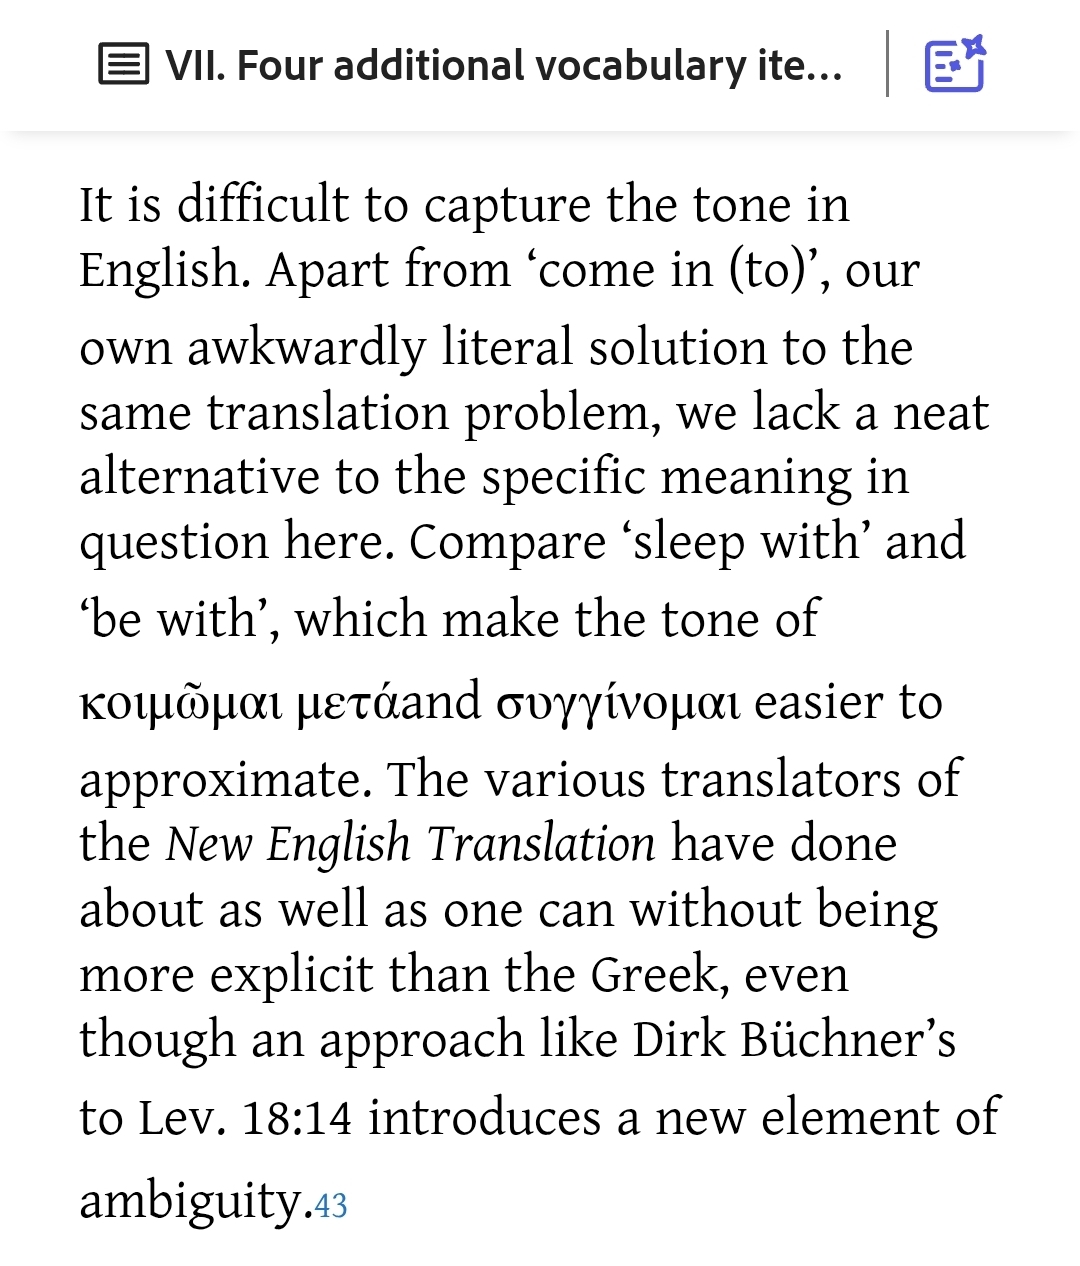 VII. Four additional vocabulary ite...
It is difficult to capture the tone in
English. Apart from ‘come in (to)’, our
own awkwardly literal solution to the
same translation problem, we lack a neat
alternative to the specific meaning in
question here. Compare ‘sleep with’ and
‘be with’, which make the tone of
κοιμῶμαι μετάand συγγίνομαι easier to
approximate. The various translators of
the New English Translation have done
about as well as one can without being
more explicit than the Greek, even
though an approach like Dirk Büchner’s
to Lev. 18:14 introduces a new element of
ambiguity.43